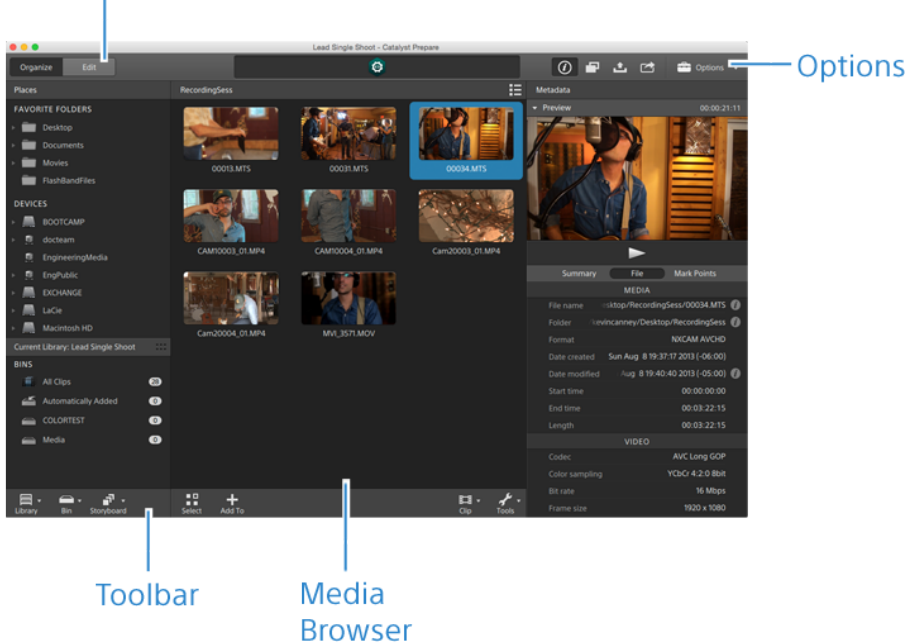 Lead Single Shoot - Catalyst Prepare
Organize Edit
Options
Options
Places
RecordingSess
Metadata
FAVORITE FOLDERS
Desktop
Documents
Movies
FlashBandFiles
DEVICES
BOOTCAMP
docteam
EngineeringMedia
EngPublic
EXCHANGE
LaCie
Macintosh HD
Current Library: Lead Single Shoot
BINS
All Clips 28
Automatically Added 0
COLORTEST 0
Media 0
00013.MTS
00031.MTS
00034.MTS
CAM10003_01.MP4
CAM10004_01.MP4
Cam20003_01.MP4
Cam20004_01.MP4
MVI_3571.MOV
Preview 00:00:21:11
Summary File Mark Points
MEDIA
File name sktop/RecordingSess/00034.MTS
Folder kevincanney/Desktop/RecordingSess
Format NXCAM AVCHD
Date created Sun Aug 8 19:37:17 2013 (-06:00)
Date modified Aug 8 19:40:40 2013 (-05:00)
Start time 00:00:00:00
End time 00:03:22:15
Length 00:03:22:15
VIDEO
Codec AVC Long GOP
Color sampling YCbCr 4:2:0 8bit
Bit rate 16 Mbps
Frame size 1920 x 1080
Library Bin Storyboard
Select Add To
Clip Tools
Toolbar
Media
Browser